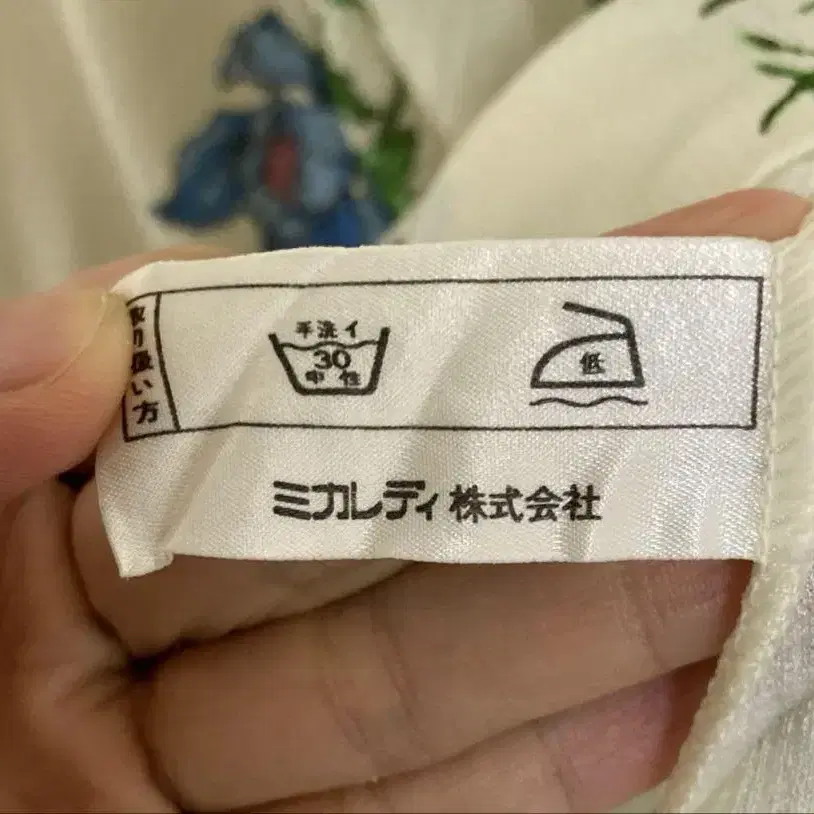 取り扱い方
手洗イ
30
中性
低
ミカレディ株式会社